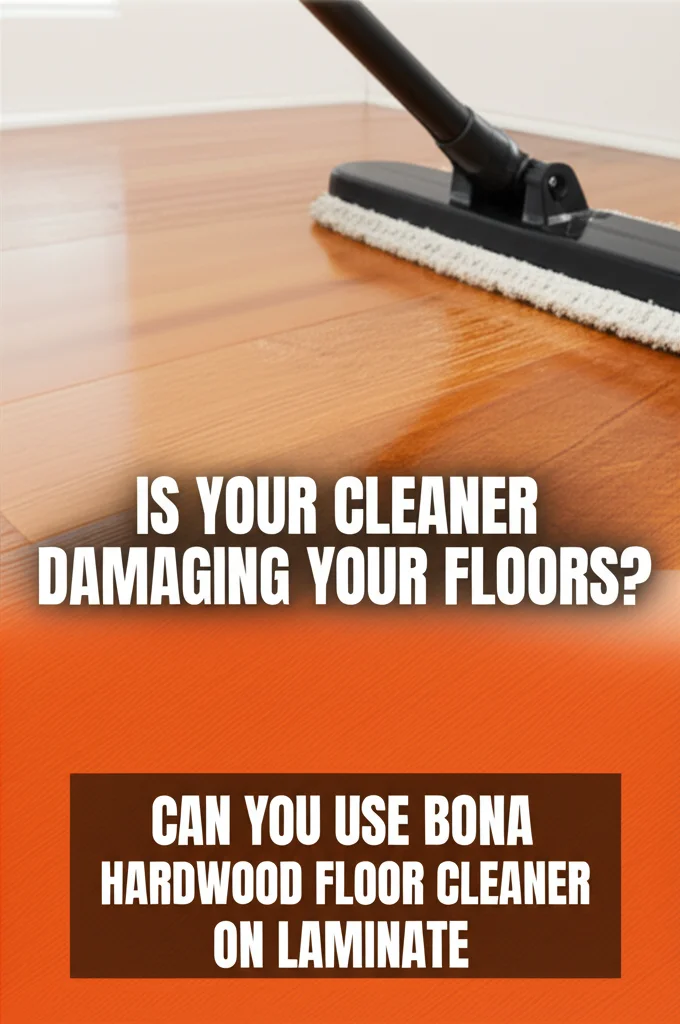 IS YOUR CLEANER
DAMAGING YOUR FLOORS?
CAN YOU USE BONA
HARDWOOD FLOOR CLEANER
ON LAMINATE